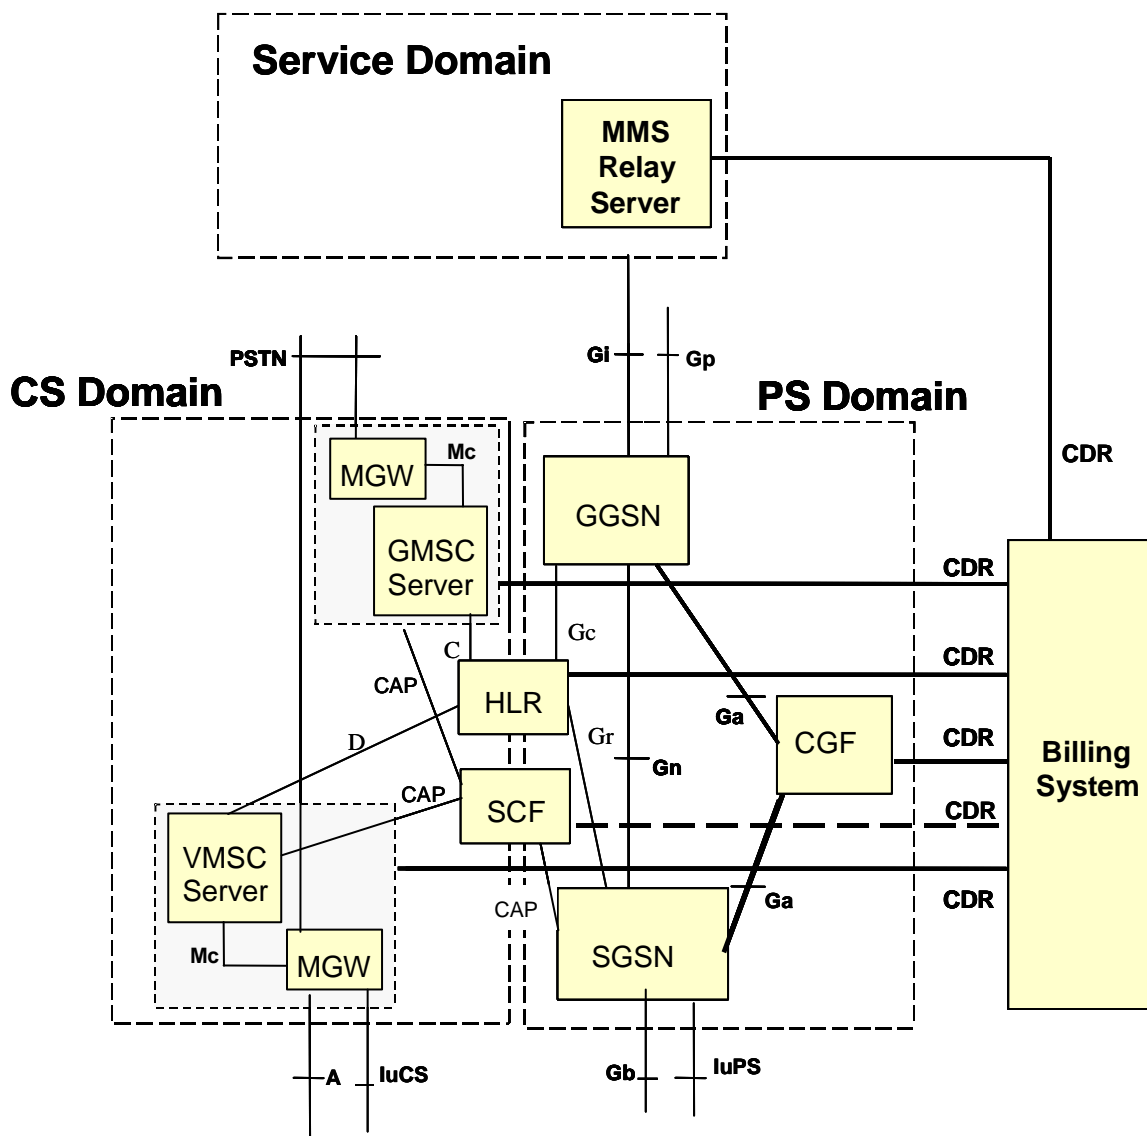 Service Domain
MMS
Relay
Server
PSTN
Gi
Gp
CS Domain
PS Domain
MGW
Mc
GGSN
CDR
GMSC
Server
CDR
C
Gc
CAP
HLR
CDR
D
Gr
Ga
CGF
CDR
Billing
System
Gn
CAP
SCF
CDR
VMSC
Server
CAP
Ga
CDR
Mc
MGW
SGSN
A
IuCS
Gb
IuPS